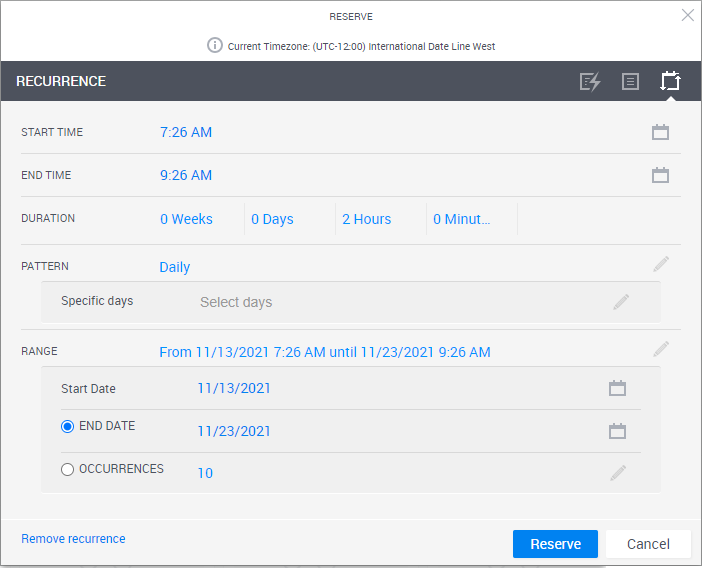 RESERVE
Current Timezone: (UTC-12:00) International Date Line West
RECURRENCE
START TIME 7:26 AM
END TIME 9:26 AM
DURATION 0 Weeks 0 Days 2 Hours 0 Minut...
PATTERN Daily
Specific days Select days
RANGE From 11/13/2021 7:26 AM until 11/23/2021 9:26 AM
Start Date 11/13/2021
END DATE 11/23/2021
OCCURRENCES 10
Remove recurrence Reserve Cancel